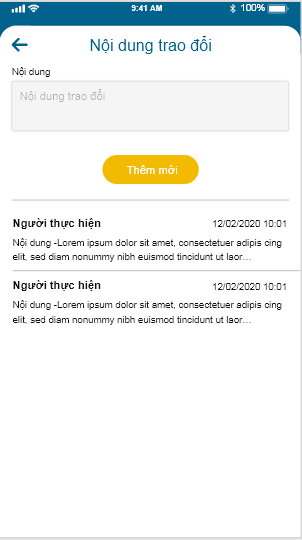 9:41 AM 100%
Nội dung trao đổi
Nội dung
Nội dung trao đổi
Thêm mới
Người thực hiện 12/02/2020 10:01
Nội dung -Lorem ipsum dolor sit amet, consectetuer adipis cing
elit, sed diam nonummy nibh euismod tincidunt ut laor...
Người thực hiện 12/02/2020 10:01
Nội dung -Lorem ipsum dolor sit amet, consectetuer adipis cing
elit, sed diam nonummy nibh euismod tincidunt ut laor...